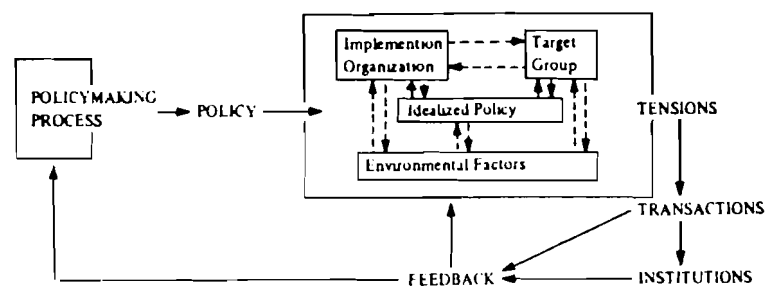 Implemention
Organization
Target
Group
POLICYMAKING
PROCESS
POLICY
Idealized Policy
TENSIONS
Environmental Factors
TRANSACTIONS
FEEDBACK
INSTITUTIONS